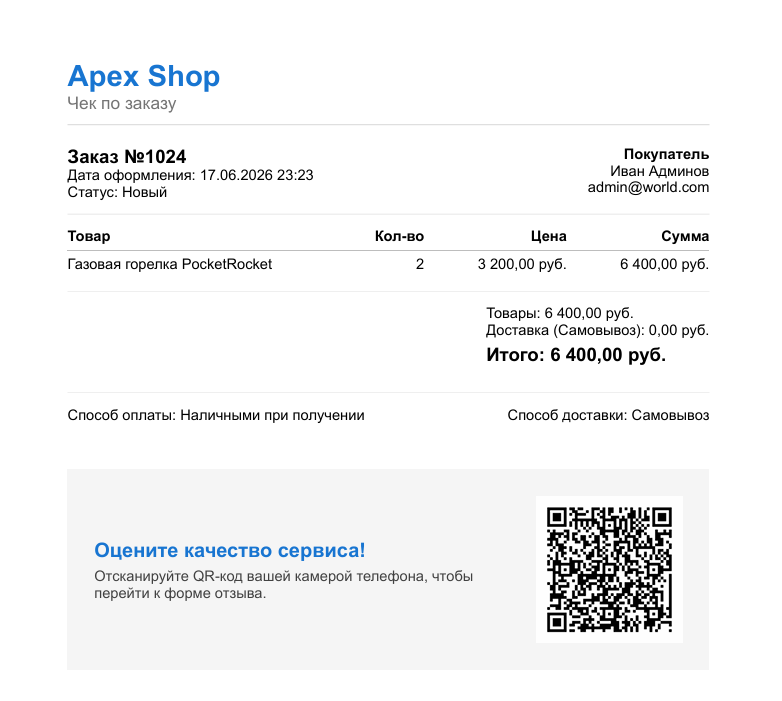 Apex Shop
Чек по заказу
Заказ №1024
Дата оформления: 17.06.2026 23:23
Статус: Новый
Покупатель
Иван Админов
admin@world.com
Товар Кол-во Цена Сумма
Газовая горелка PocketRocket 2 3 200,00 руб. 6 400,00 руб.
Товары: 6 400,00 руб.
Доставка (Самовывоз): 0,00 руб.
Итого: 6 400,00 руб.
Способ оплаты: Наличными при получении Способ доставки: Самовывоз
Оцените качество сервиса!
Отсканируйте QR-код вашей камерой телефона, чтобы
перейти к форме отзыва.